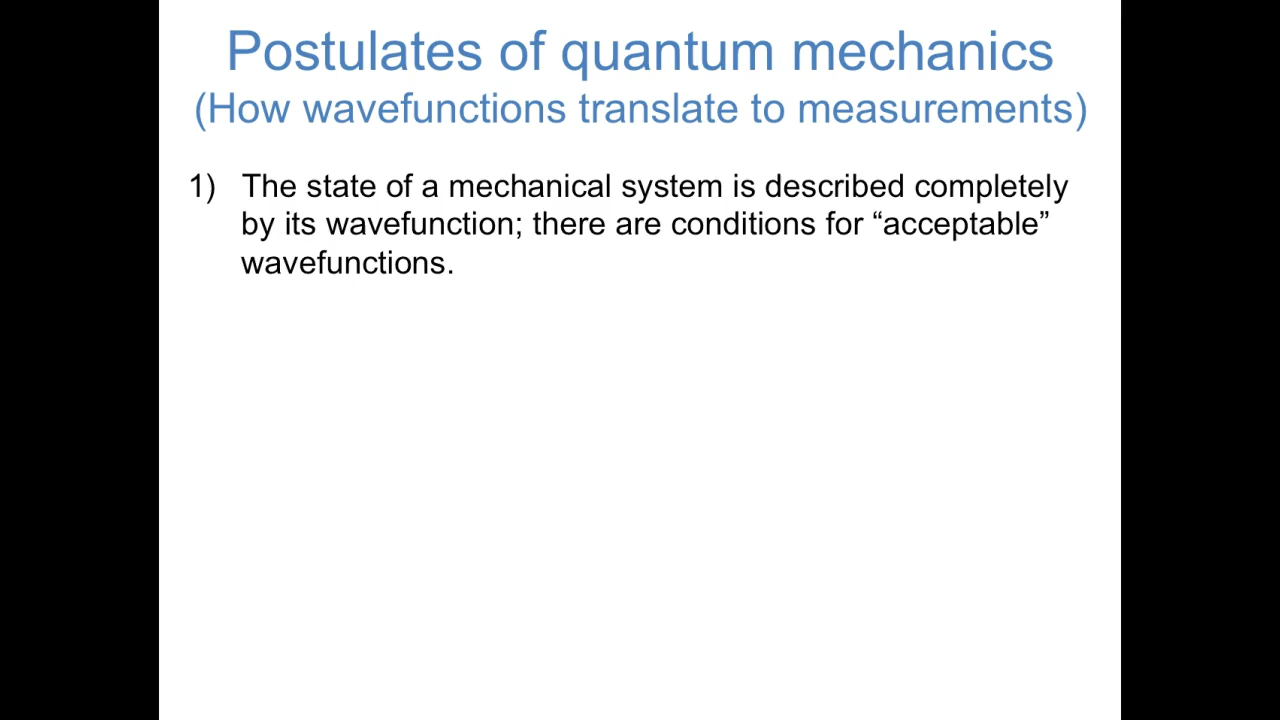 Postulates of quantum mechanics
(How wavefunctions translate to measurements)
1) The state of a mechanical system is described completely
by its wavefunction; there are conditions for “acceptable”
wavefunctions.